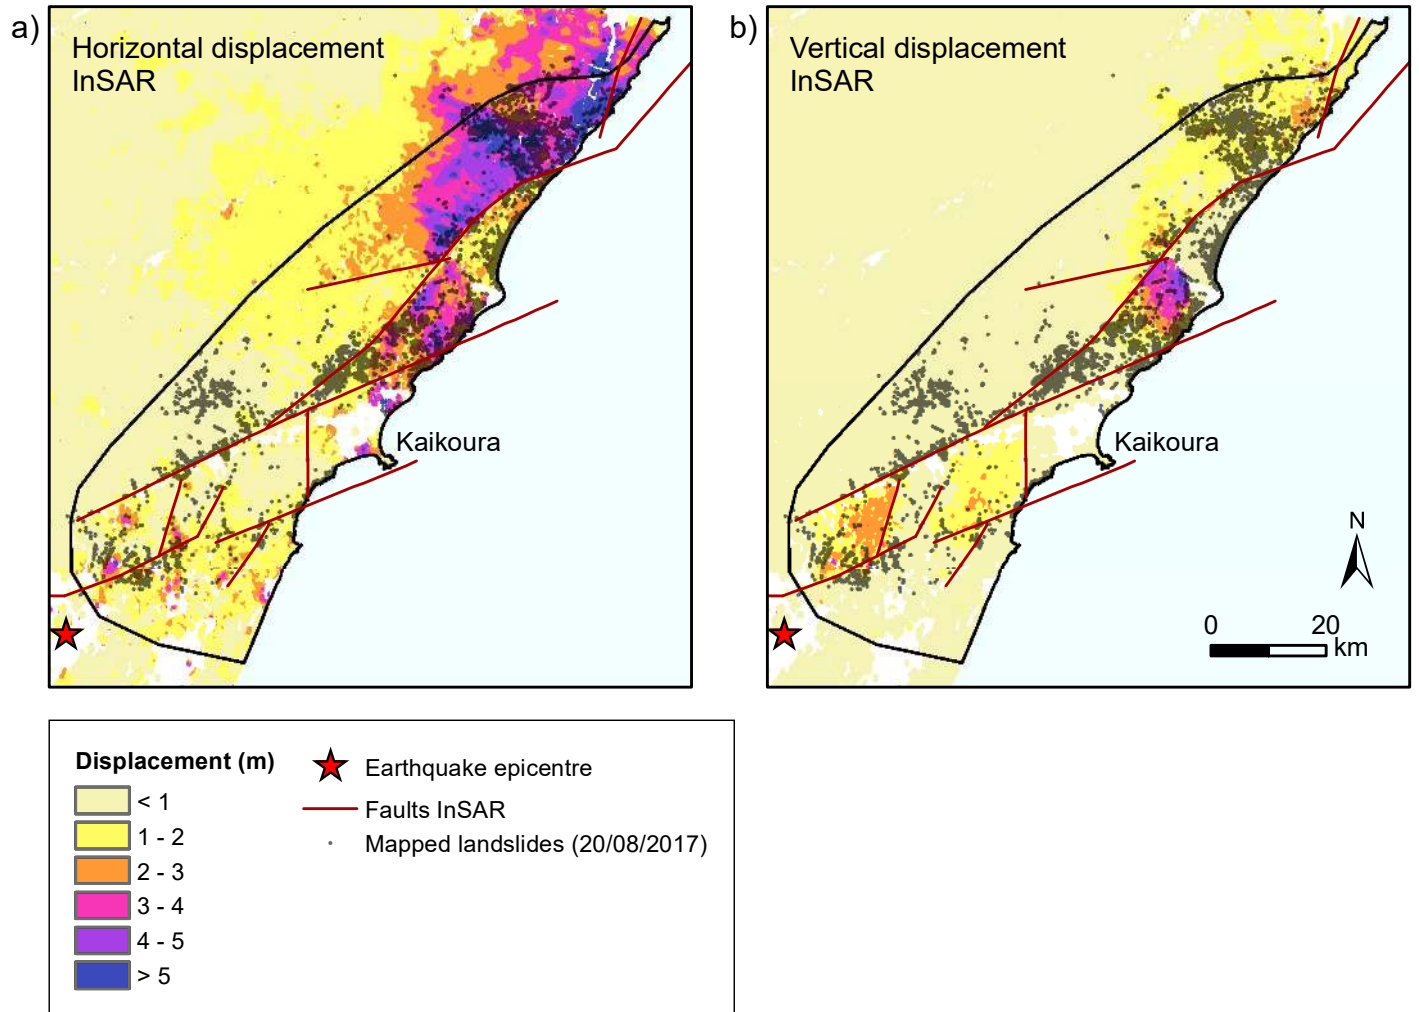 a)
Horizontal displacement
InSAR
Kaikoura
b)
Vertical displacement
InSAR
Kaikoura
N
0 20
km
Displacement (m)
< 1
1 - 2
2 - 3
3 - 4
4 - 5
> 5
Earthquake epicentre
Faults InSAR
Mapped landslides (20/08/2017)